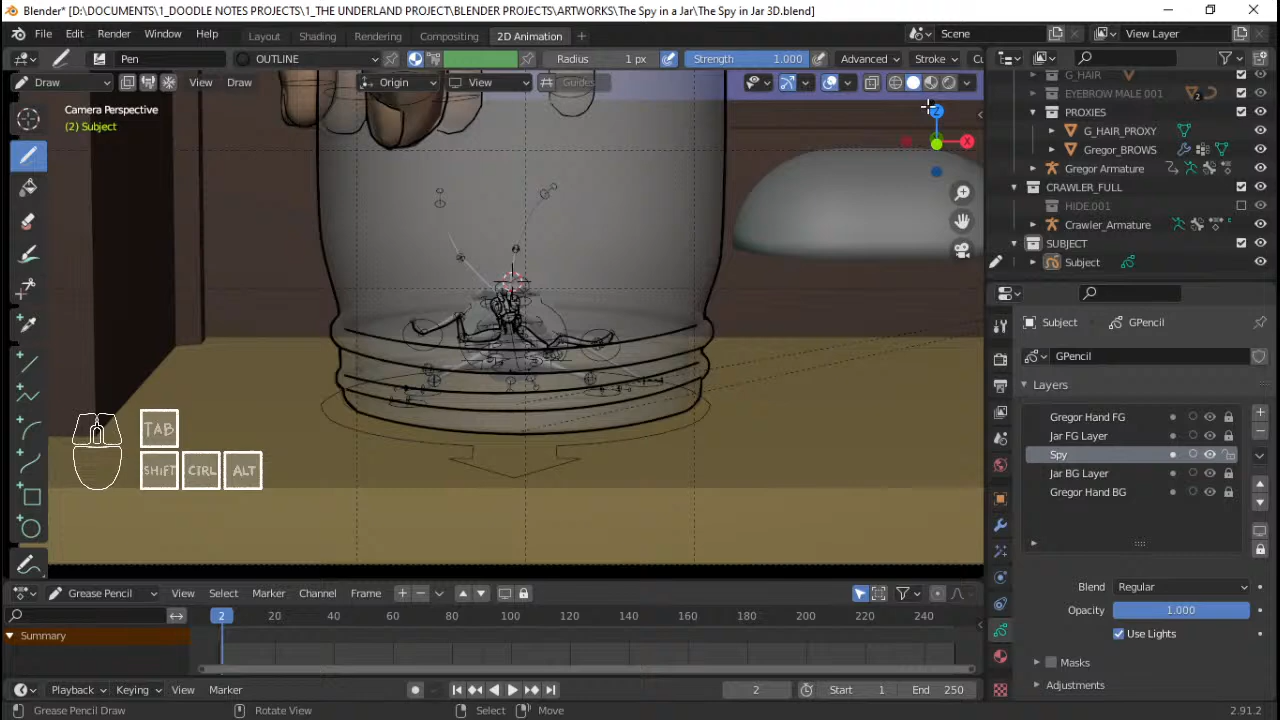 Blender* [D:\DOCUMENTS\1_DOODLE NOTES PROJECTS\1_THE UNDERLAND PROJECT\BLENDER PROJECTS\ARTWORKS\The Spy in a Jar\The Spy in Jar 3D.blend]
File Edit Render Window Help Layout Shading Rendering Compositing 2D Animation + Scene View Layer
Pen OUTLINE Radius 1 px Strength 1.000 Advanced Stroke
Draw View Draw Origin View Guides
Camera Perspective
(2) Subject
Z
X
G_HAIR
EYEBROW MALE 001 2
PROXIES
G_HAIR_PROXY
Gregor_BROWS
Gregor Armature
CRAWLER_FULL
HIDE.001
Crawler_Armature
SUBJECT
Subject
Subject GPencil
GPencil
Layers
Gregor Hand FG
Jar FG Layer
Spy
Jar BG Layer
Gregor Hand BG
Blend Regular
Opacity 1.000
Use Lights
Masks
Adjustments
TAB
SHIFT CTRL ALT
Grease Pencil View Select Marker Channel Frame
2 20 40 60 80 100 120 140 160 180 200 220 240
Summary
Playback Keying View Marker 2 Start 1 End 250
Grease Pencil Draw Rotate View Select Move 2.91.2